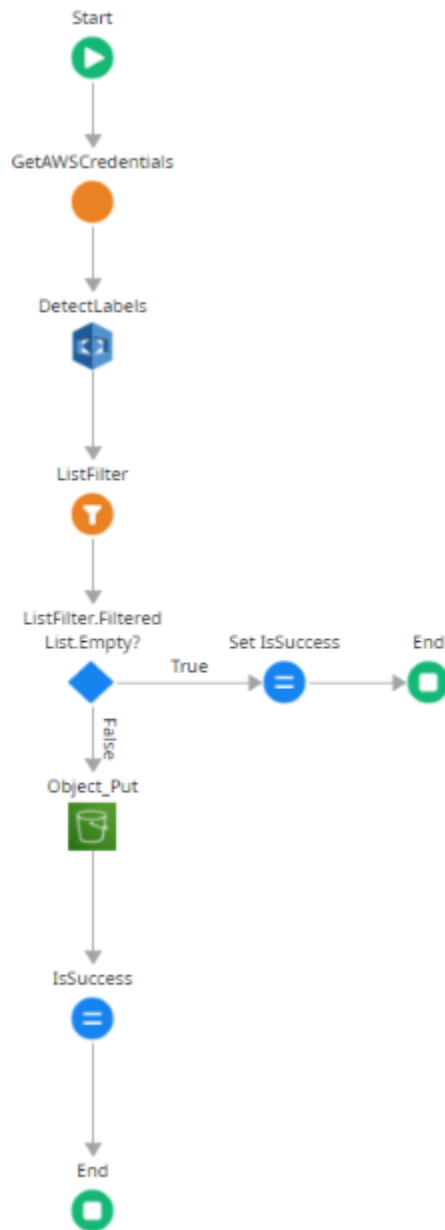 Start
GetAWSCredentials
DetectLabels
ListFilter
ListFilter.Filtered
List.Empty?
True
Set IsSuccess
End
False
Object_Put
IsSuccess
End